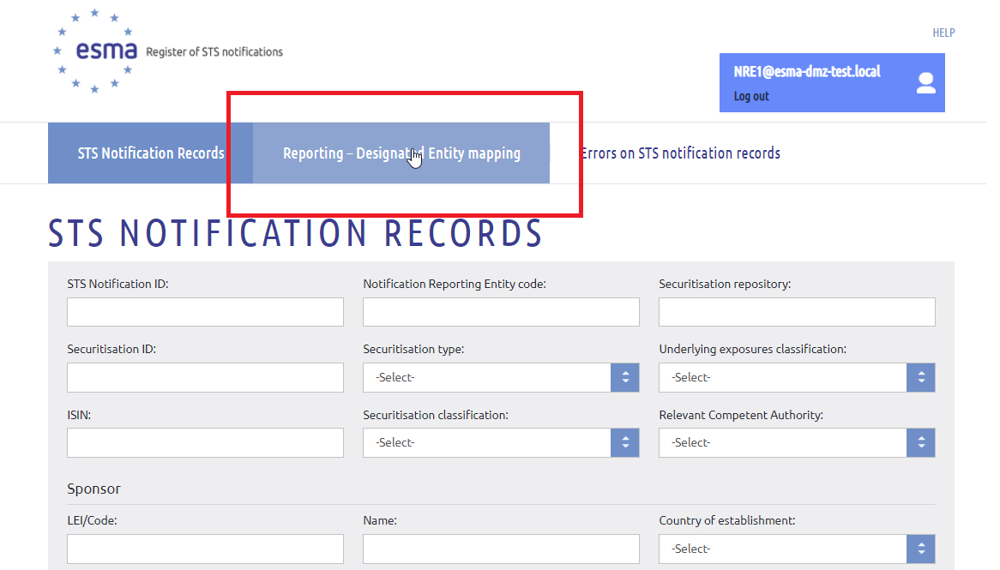 esma Register of STS notifications
HELP
NRE1@esma-dmz-test.local
Log out
STS Notification Records Reporting – Designated Entity mapping Errors on STS notification records
STS NOTIFICATION RECORDS
STS Notification ID: Notification Reporting Entity code: Securitisation repository:
Securitisation ID: Securitisation type: Underlying exposures classification:
-Select- -Select-
ISIN: Securitisation classification: Relevant Competent Authority:
-Select- -Select-
Sponsor
LEI/Code: Name: Country of establishment:
-Select-